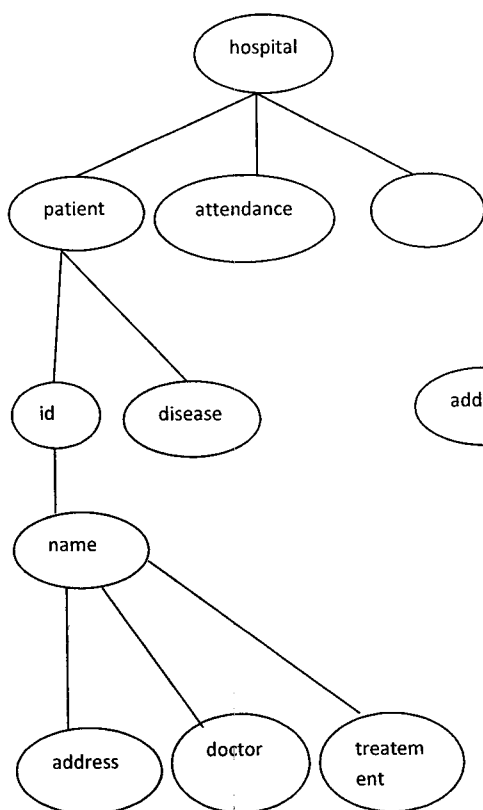 hospital
patient
attendance
id
disease
add
name
address
doctor
treatem
ent